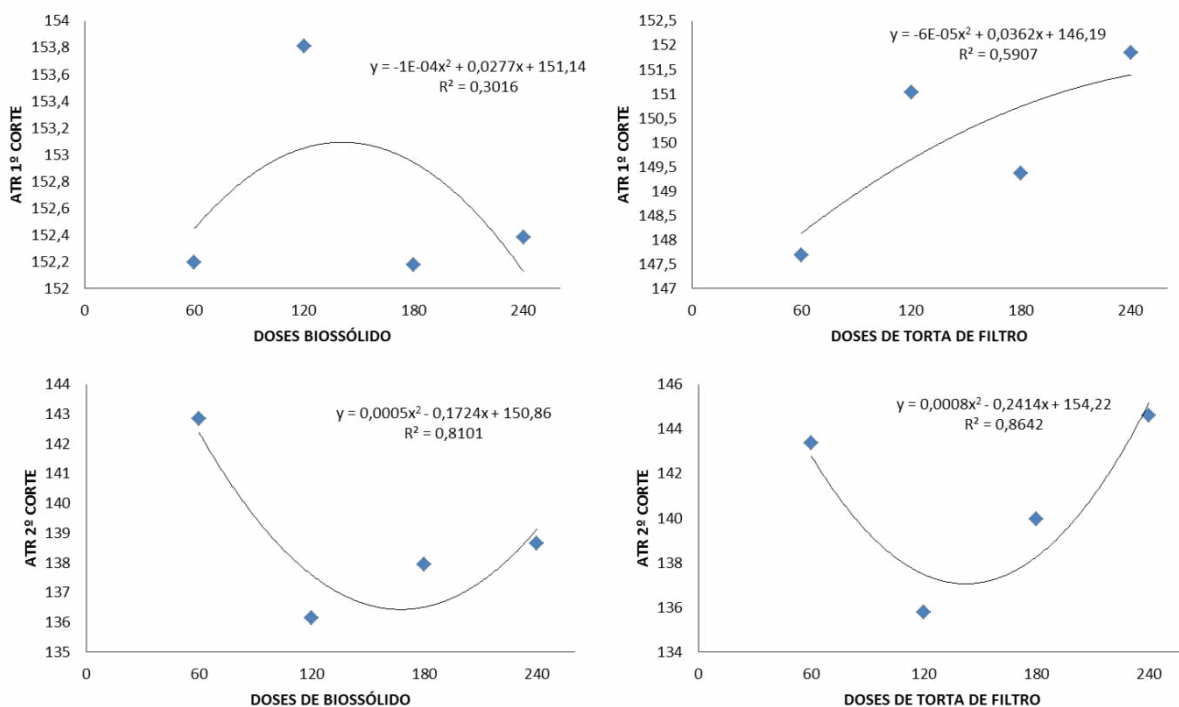 154
153,8
153,6
153,4
153,2
153
152,8
152,6
152,4
152,2
152
ATR 1º CORTE
y = -1E-04x² + 0,0277x + 151,14
R² = 0,3016
0 60 120 180 240
DOSES BIOSSÓLIDO
152,5
152
151,5
151
150,5
150
149,5
149
148,5
148
147,5
147
ATR 1º CORTE
y = -6E-05x² + 0,0362x + 146,19
R² = 0,5907
0 60 120 180 240
DOSES DE TORTA DE FILTRO
144
143
142
141
140
139
138
137
136
135
ATR 2º CORTE
y = 0,0005x² - 0,1724x + 150,86
R² = 0,8101
0 60 120 180 240
DOSES DE BIOSSÓLIDO
146
144
142
140
138
136
134
ATR 2º CORTE
y = 0,0008x² - 0,2414x + 154,22
R² = 0,8642
0 60 120 180 240
DOSES DE TORTA DE FILTRO